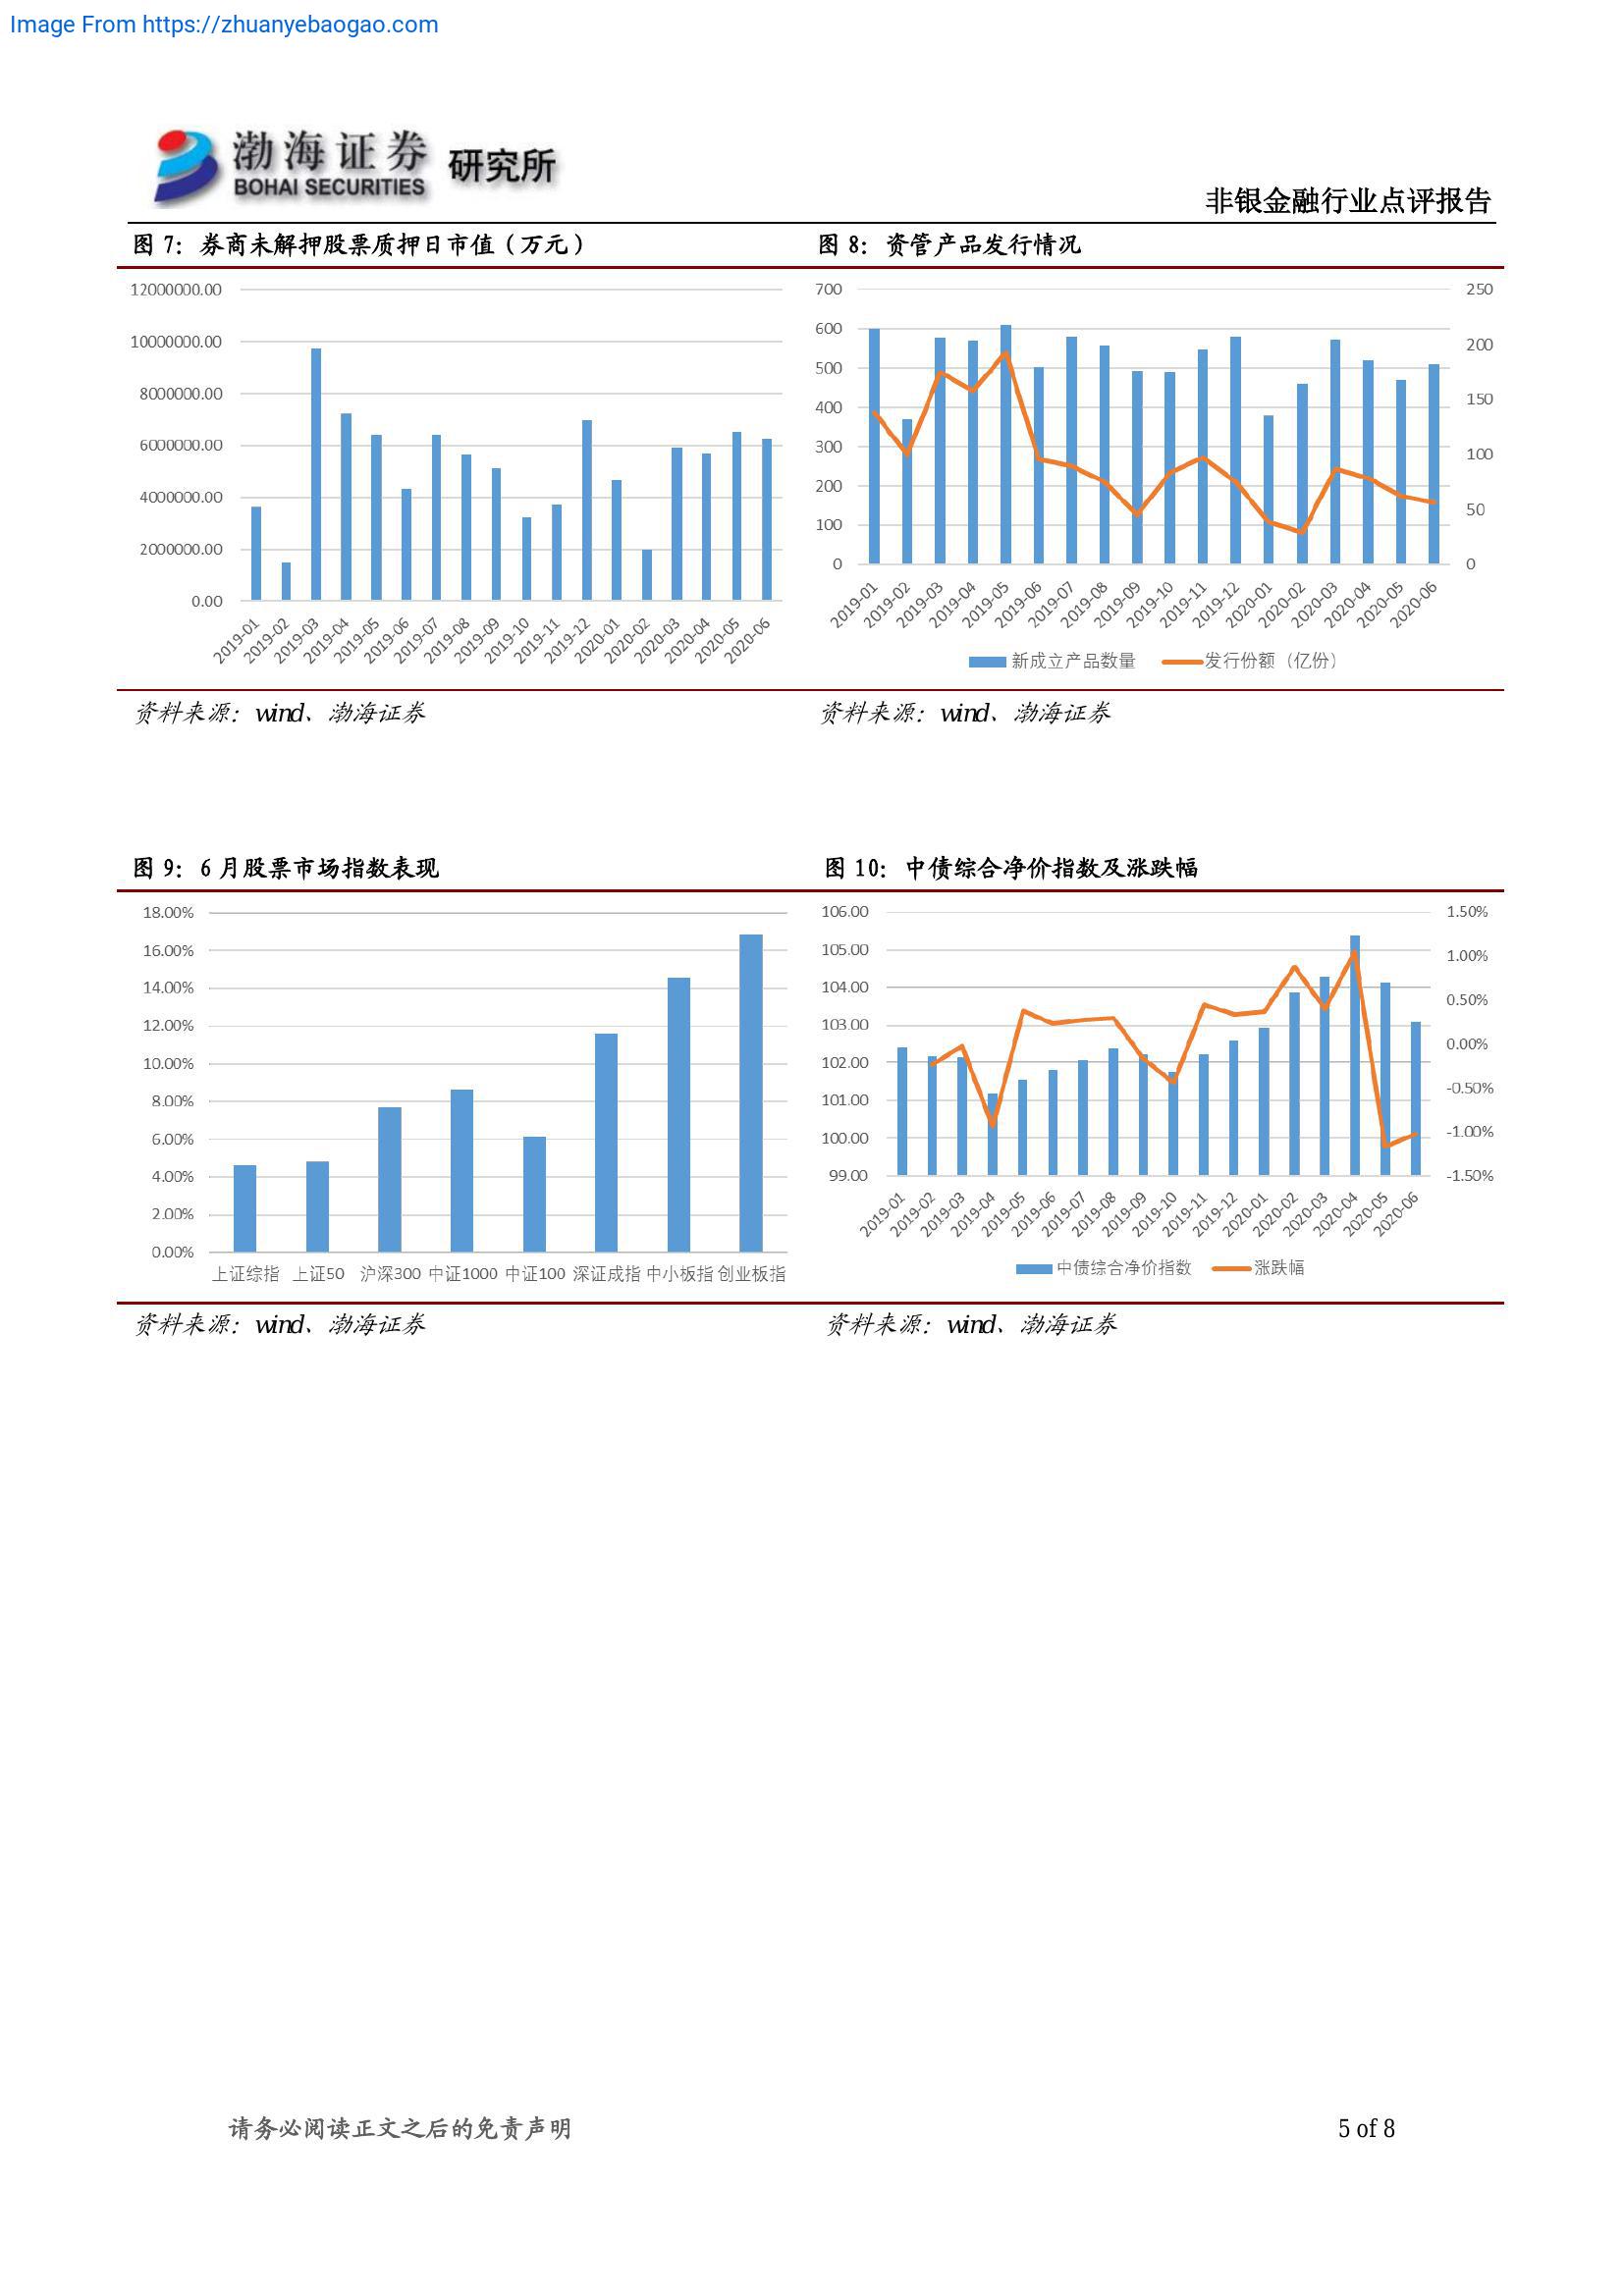 Image From https://zhuanyebaogao.com
渤海证券 研究所
BOHAI SECURITIES
非银金融行业点评报告
图 7：券商未解押股票质押日市值（万元）
12000000.00
10000000.00
8000000.00
6000000.00
4000000.00
2000000.00
0.00
2019-01 2019-02 2019-03 2019-04 2019-05 2019-06 2019-07 2019-08 2019-09 2019-10 2019-11 2019-12 2020-01 2020-02 2020-03 2020-04 2020-05 2020-06
资料来源：wind、渤海证券
图 8：资管产品发行情况
700
600
500
400
300
200
100
0
250
200
150
100
50
0
2019-01 2019-02 2019-03 2019-04 2019-05 2019-06 2019-07 2019-08 2019-09 2019-10 2019-11 2019-12 2020-01 2020-02 2020-03 2020-04 2020-05 2020-06
新成立产品数量 发行份额（亿份）
资料来源：wind、渤海证券
图 9：6 月股票市场指数表现
18.00%
16.00%
14.00%
12.00%
10.00%
8.00%
6.00%
4.00%
2.00%
0.00%
上证综指 上证50 沪深300 中证1000 中证100 深证成指 中小板指 创业板指
资料来源：wind、渤海证券
图 10：中债综合净价指数及涨跌幅
106.00
105.00
104.00
103.00
102.00
101.00
100.00
99.00
1.50%
1.00%
0.50%
0.00%
-0.50%
-1.00%
-1.50%
2019-01 2019-02 2019-03 2019-04 2019-05 2019-06 2019-07 2019-08 2019-09 2019-10 2019-11 2019-12 2020-01 2020-02 2020-03 2020-04 2020-05 2020-06
中债综合净价指数 涨跌幅
资料来源：wind、渤海证券
请务必阅读正文之后的免责声明
5 of 8